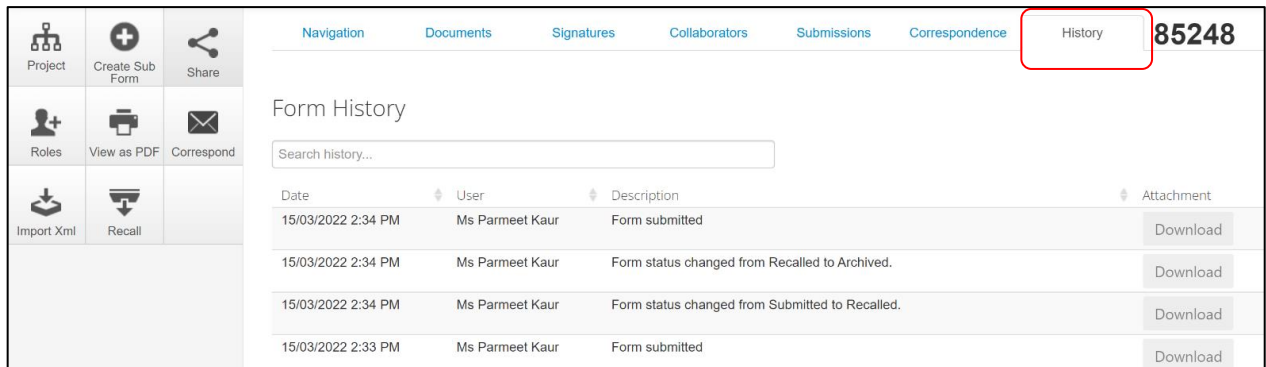 Navigation Documents Signatures Collaborators Submissions Correspondence History 85248
Project Create Sub Form Share
Form History
Roles View as PDF Correspond
Search history...
Import Xml Recall
Date User Description Attachment
15/03/2022 2:34 PM Ms Parmeet Kaur Form submitted Download
15/03/2022 2:34 PM Ms Parmeet Kaur Form status changed from Recalled to Archived. Download
15/03/2022 2:34 PM Ms Parmeet Kaur Form status changed from Submitted to Recalled. Download
15/03/2022 2:33 PM Ms Parmeet Kaur Form submitted Download